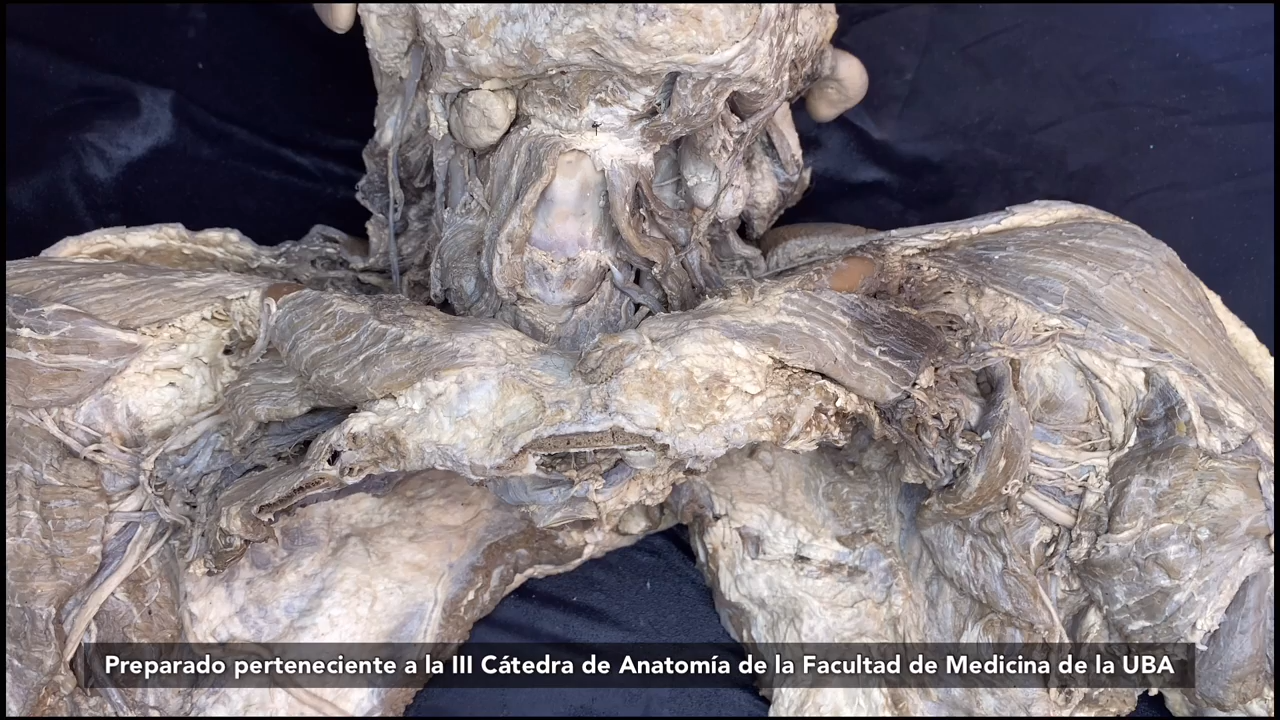 Preparado perteneciente a la III Cátedra de Anatomía de la Facultad de Medicina de la UBA